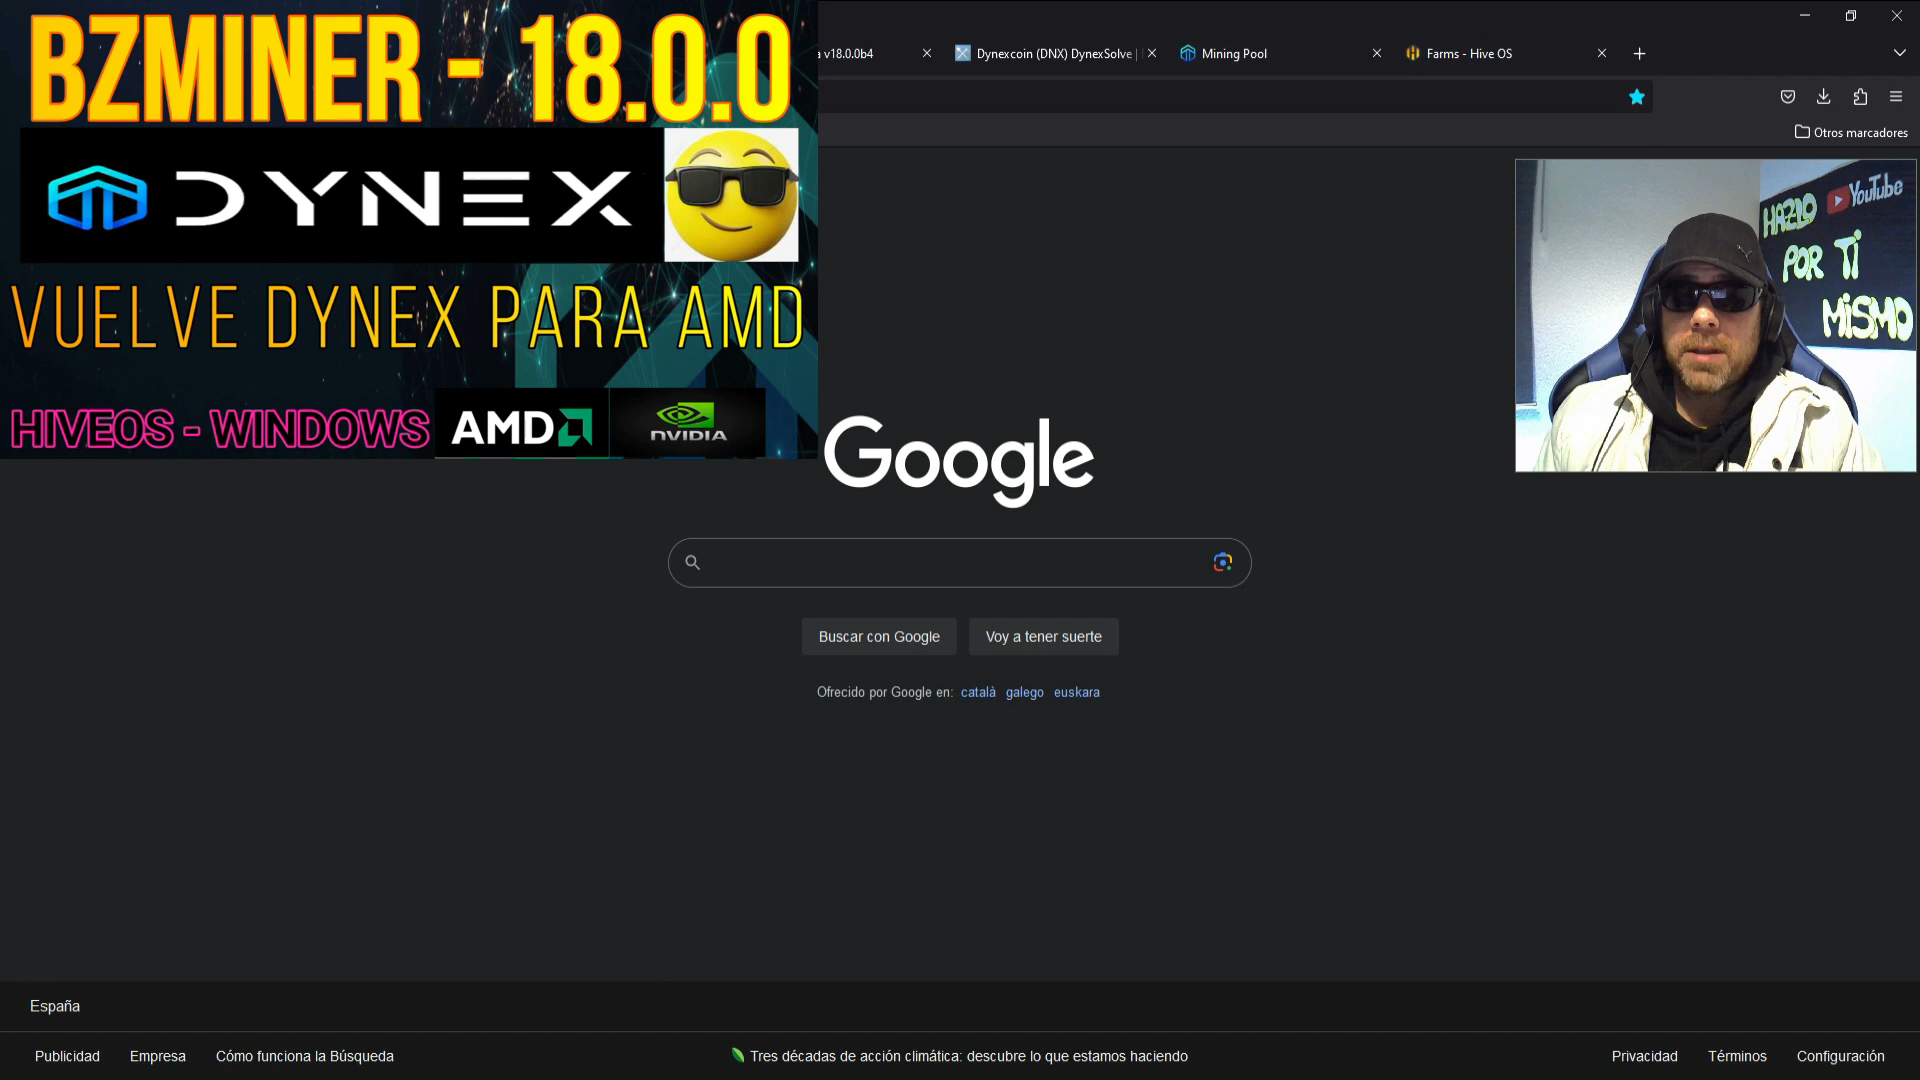 BZMINER - 18.0.0
DYNEX
VUELVE DYNEX PARA AMD
HIVEOS - WINDOWS
AMD
NVIDIA
v18.0.0b4
Dynexcoin (DNX) DynexSolve |
Mining Pool
Farms - Hive OS
Otros marcadores
HAZLO
YouTube
POR TI
MISMO
Google
Buscar con Google
Voy a tener suerte
Ofrecido por Google en: català galego euskara
España
Publicidad
Empresa
Cómo funciona la Búsqueda
Tres décadas de acción climática: descubre lo que estamos haciendo
Privacidad
Términos
Configuración